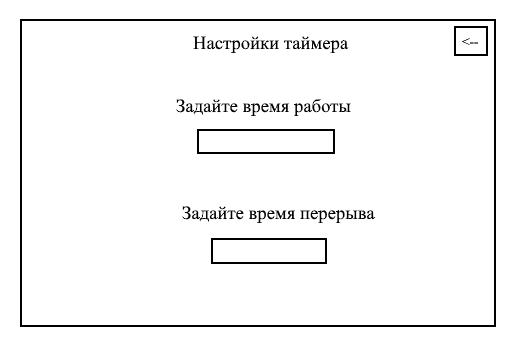 Настройки таймера
<--
Задайте время работы
Задайте время перерыва